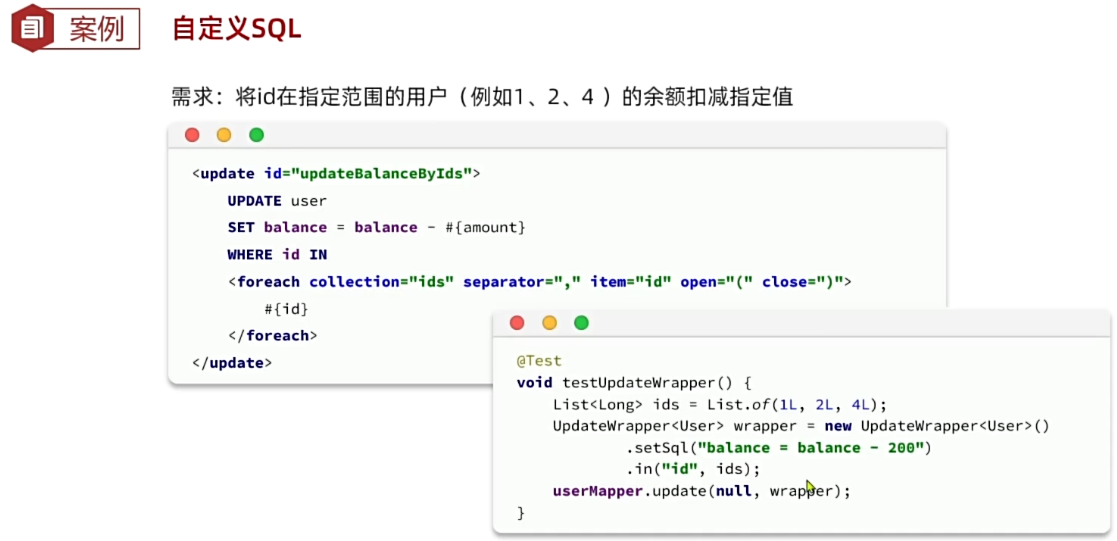 案例
自定义SQL
需求：将id在指定范围的用户（例如1、2、4 ）的余额扣减指定值
<update id="updateBalanceByIds">
    UPDATE user
    SET balance = balance - #{amount}
    WHERE id IN
    <foreach collection="ids" separator="," item="id" open="(" close=")">
        #{id}
    </foreach>
</update>
@Test
void testUpdateWrapper() {
    List<Long> ids = List.of(1L, 2L, 4L);
    UpdateWrapper<User> wrapper = new UpdateWrapper<User>()
            .setSql("balance = balance - 200")
            .in("id", ids);
    userMapper.update(null, wrapper);
}